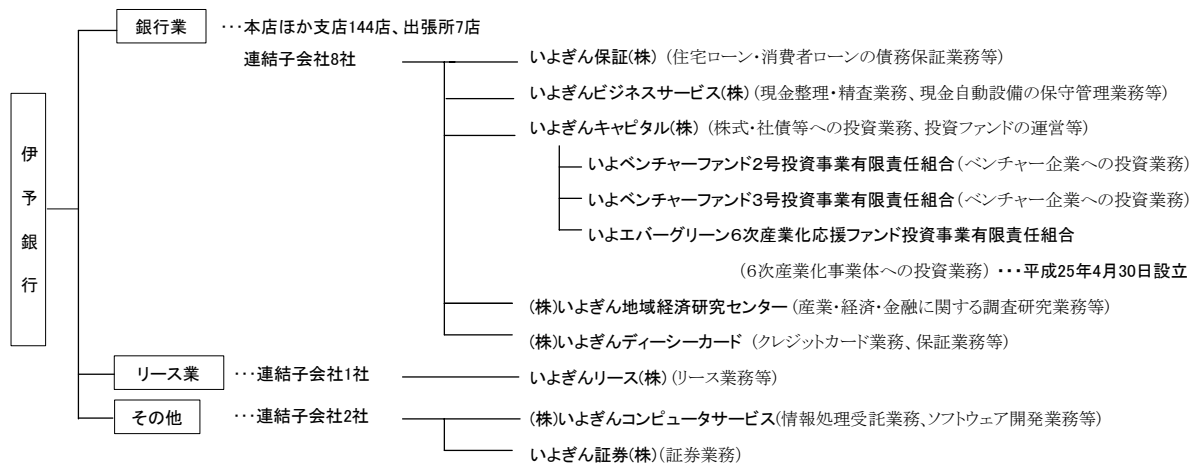 銀行業 ・・・本店ほか支店144店、出張所7店
連結子会社8社
いよぎん保証(株) (住宅ローン・消費者ローンの債務保証業務等)
いよぎんビジネスサービス(株) (現金整理・精査業務、現金自動設備の保守管理業務等)
いよぎんキャピタル(株) (株式・社債等への投資業務、投資ファンドの運営等)
いよベンチャーファンド2号投資事業有限責任組合(ベンチャー企業への投資業務)
いよベンチャーファンド3号投資事業有限責任組合(ベンチャー企業への投資業務)
いよエバーグリーン6次産業化応援ファンド投資事業有限責任組合
(6次産業化事業体への投資業務) ・・・平成25年4月30日設立
(株)いよぎん地域経済研究センター (産業・経済・金融に関する調査研究業務等)
(株)いよぎんディーシーカード (クレジットカード業務、保証業務等)
伊予銀行
リース業 ・・・連結子会社1社
いよぎんリース(株) (リース業務等)
その他 ・・・連結子会社2社
(株)いよぎんコンピュータサービス(情報処理受託業務、ソフトウェア開発業務等)
いよぎん証券(株) (証券業務)